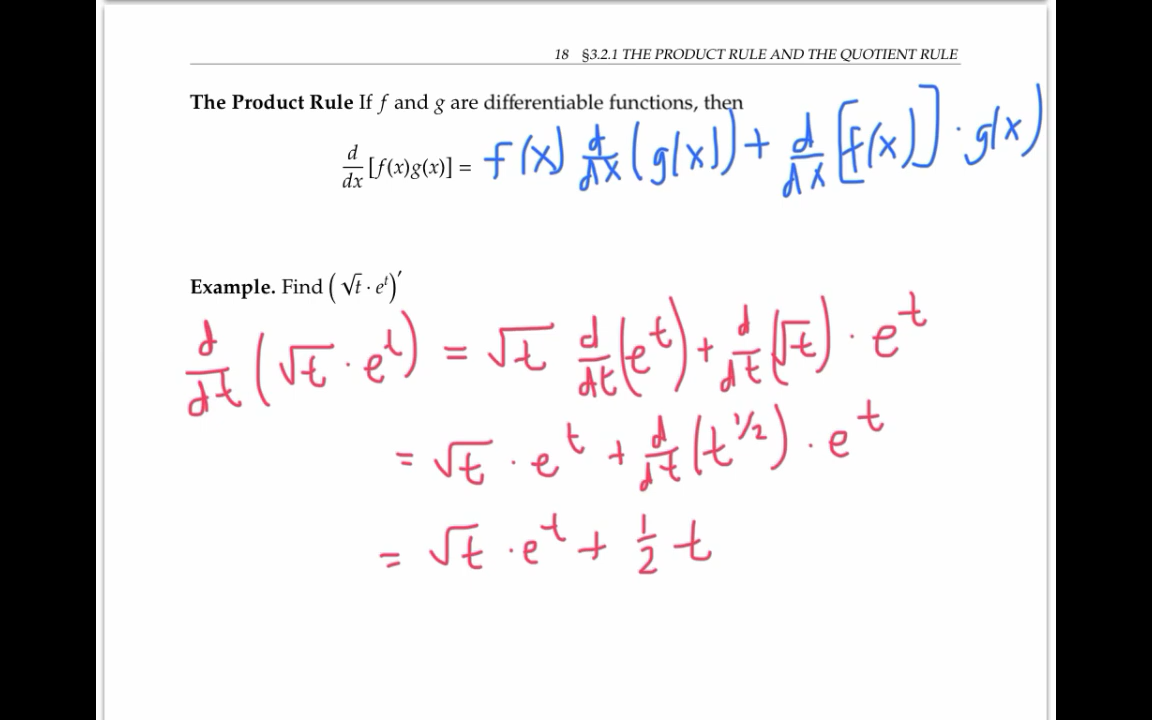 18 §3.2.1 THE PRODUCT RULE AND THE QUOTIENT RULE
The Product Rule If f and g are differentiable functions, then
d/dx [f(x)g(x)] = f(x) d/dx (g(x)) + d/dx [f(x)] · g(x)
Example. Find (√t · e^t)′
d/dt (√t · e^t) = √t d/dt (e^t) + d/dt (√t) · e^t
= √t · e^t + d/dt (t^1/2) · e^t
= √t · e^t + 1/2 t